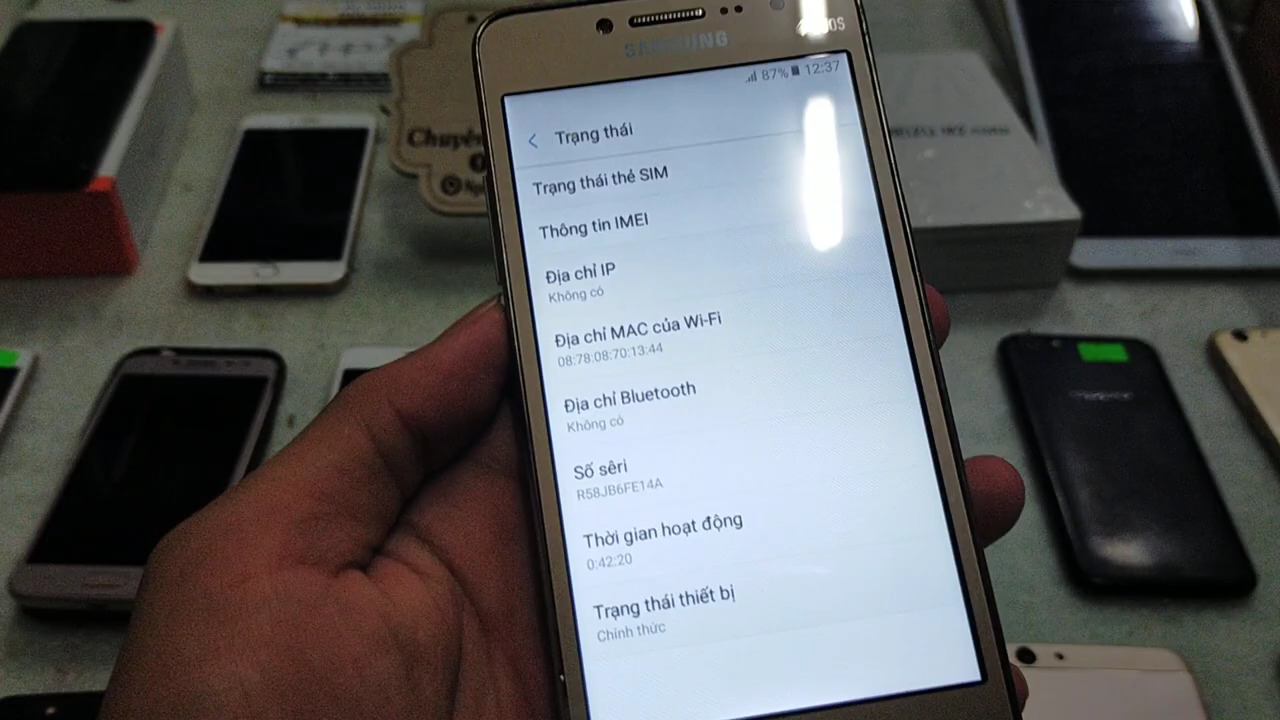 SAMSUNG
87% 12:37
Trạng thái
Trạng thái thẻ SIM
Thông tin IMEI
Địa chỉ IP
Không có
Địa chỉ MAC của Wi-Fi
08:78:08:70:13:44
Địa chỉ Bluetooth
Không có
Số sêri
R58JB6FE14A
Thời gian hoạt động
0:42:20
Trạng thái thiết bị
Chính thức
Chuyên